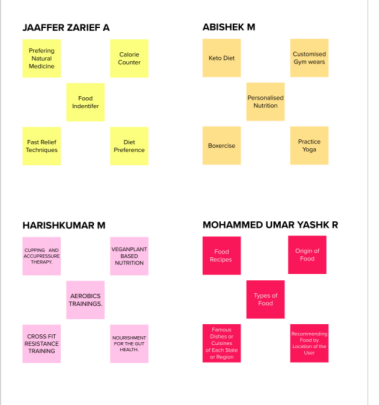 JAAFFER ZARIEF A
Prefering
Natural
Medicine
Calorie
Counter
Food
Indentifer
Fast Relief
Techniques
Diet
Preference
ABISHEK M
Keto Diet
Customised
Gym wears
Personalised
Nutrition
Boxercise
Practice
Yoga
HARISHKUMAR M
CUPPING AND
ACCUPRESSURE
THERAPY.
VEGANPLANT
BASED
NUTRITION
AEROBICS
TRAININGS.
CROSS FIT
RESISTANCE
TRAINING
NOURISHMENT
FOR THE GUT
HEALTH.
MOHAMMED UMAR YASHK R
Food
Recipes
Origin of
Food
Types of
Food
Famous
Dishes or
Cuisines
of Each State
or Region
Recommending
Food by
Location of the
User